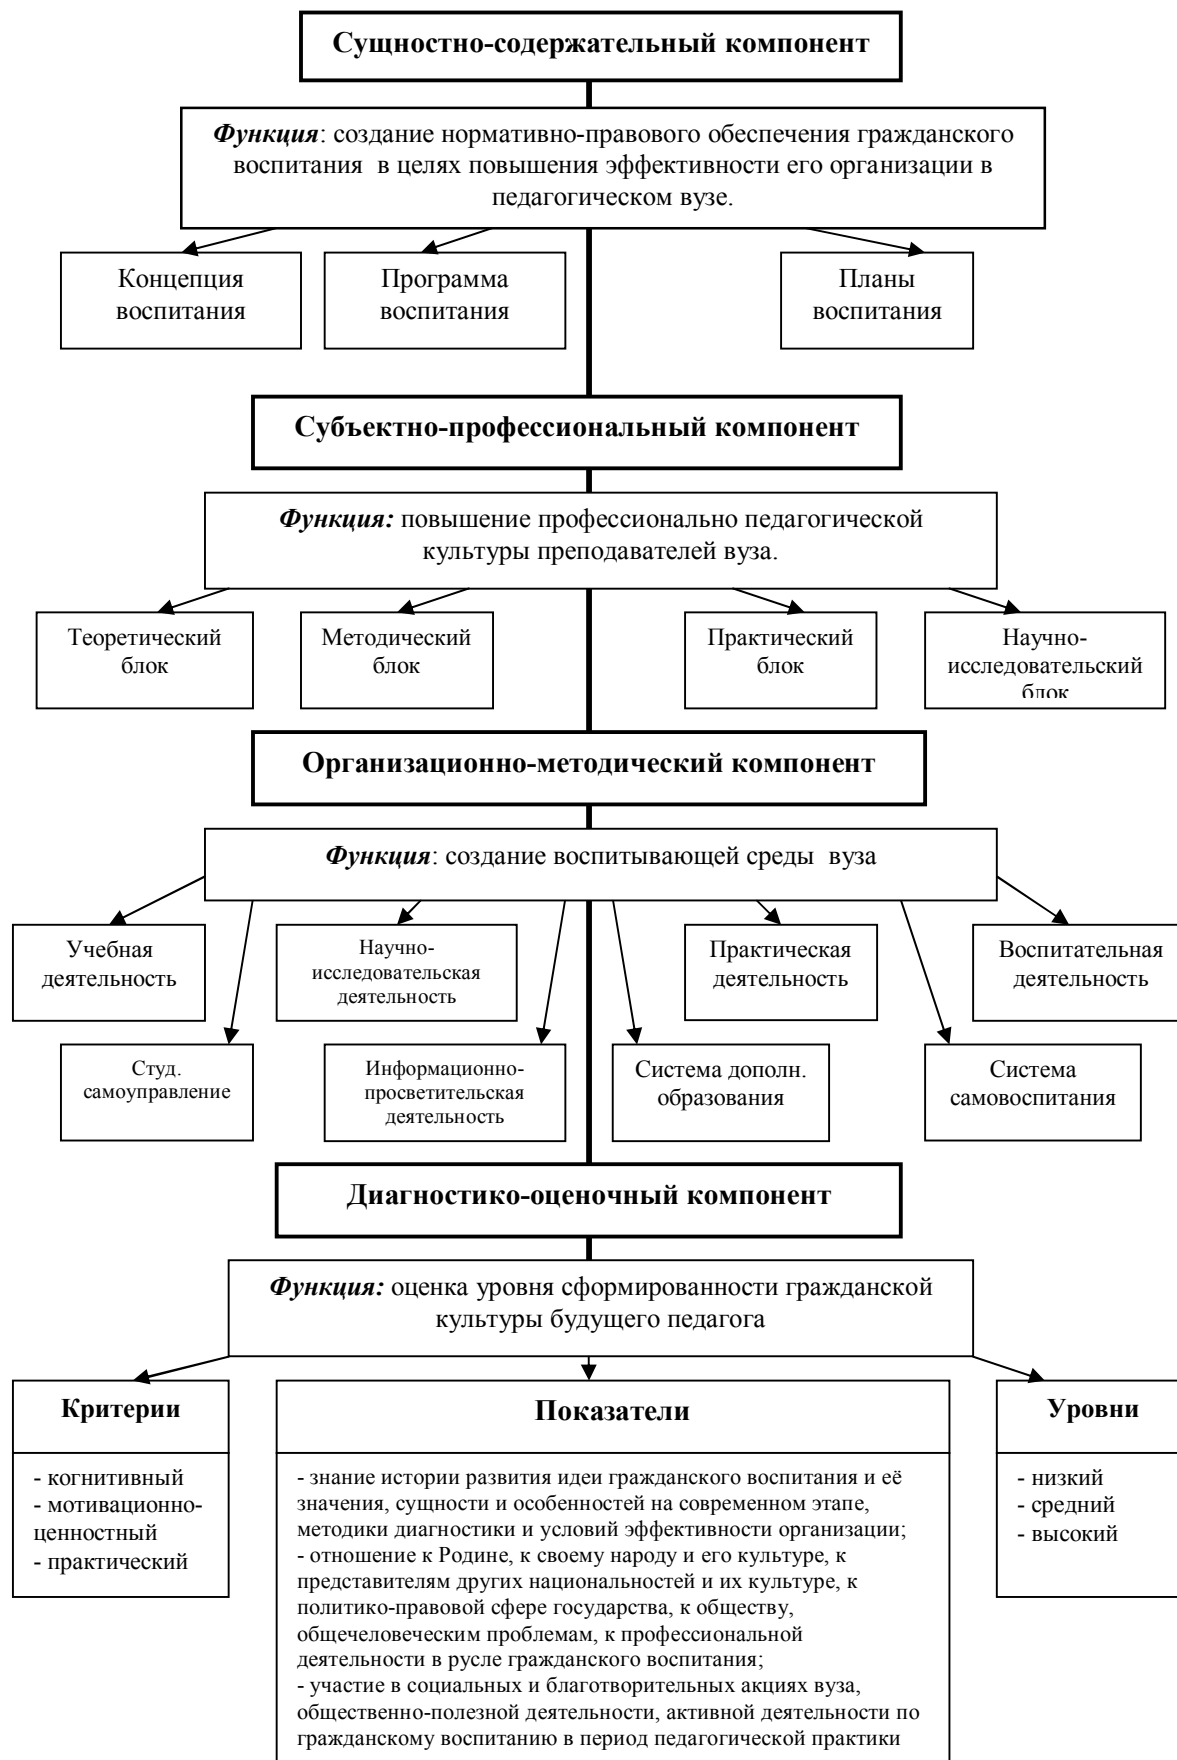 Сущностно-содержательный компонент
Функция: создание нормативно-правового обеспечения гражданского
воспитания в целях повышения эффективности его организации в
педагогическом вузе.
Концепция
воспитания
Программа
воспитания
Планы
воспитания
Субъектно-профессиональный компонент
Функция: повышение профессионально педагогической
культуры преподавателей вуза.
Теоретический
блок
Методический
блок
Практический
блок
Научно-
исследовательский
блок
Организационно-методический компонент
Функция: создание воспитывающей среды вуза
Учебная
деятельность
Научно-
исследовательская
деятельность
Практическая
деятельность
Воспитательная
деятельность
Студ.
самоуправление
Информационно-
просветительская
деятельность
Система дополн.
образования
Система
самовоспитания
Диагностико-оценочный компонент
Функция: оценка уровня сформированности гражданской
культуры будущего педагога
Критерии
- когнитивный
- мотивационно-
ценностный
- практический
Показатели
- знание истории развития идеи гражданского воспитания и её
значения, сущности и особенностей на современном этапе,
методики диагностики и условий эффективности организации;
- отношение к Родине, к своему народу и его культуре, к
представителям других национальностей и их культуре, к
политико-правовой сфере государства, к обществу,
общечеловеческим проблемам, к профессиональной
деятельности в русле гражданского воспитания;
- участие в социальных и благотворительных акциях вуза,
общественно-полезной деятельности, активной деятельности по
гражданскому воспитанию в период педагогической практики
Уровни
- низкий
- средний
- высокий